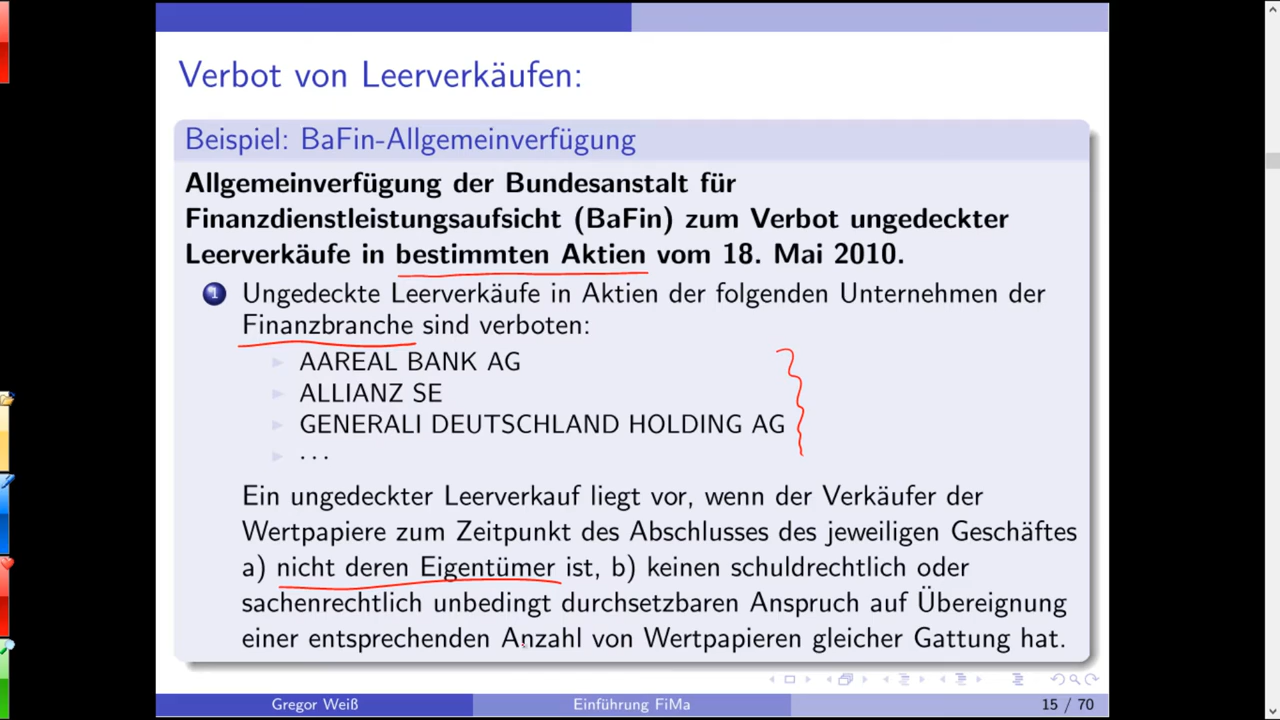 Verbot von Leerverkäufen:
Beispiel: BaFin-Allgemeinverfügung
Allgemeinverfügung der Bundesanstalt für
Finanzdienstleistungsaufsicht (BaFin) zum Verbot ungedeckter
Leerverkäufe in bestimmten Aktien vom 18. Mai 2010.
1 Ungedeckte Leerverkäufe in Aktien der folgenden Unternehmen der
Finanzbranche sind verboten:
AAREAL BANK AG
ALLIANZ SE
GENERALI DEUTSCHLAND HOLDING AG
...
Ein ungedeckter Leerverkauf liegt vor, wenn der Verkäufer der
Wertpapiere zum Zeitpunkt des Abschlusses des jeweiligen Geschäftes
a) nicht deren Eigentümer ist, b) keinen schuldrechtlich oder
sachenrechtlich unbedingt durchsetzbaren Anspruch auf Übereignung
einer entsprechenden Anzahl von Wertpapieren gleicher Gattung hat.
Gregor Weiß Einführung FiMa 15 / 70